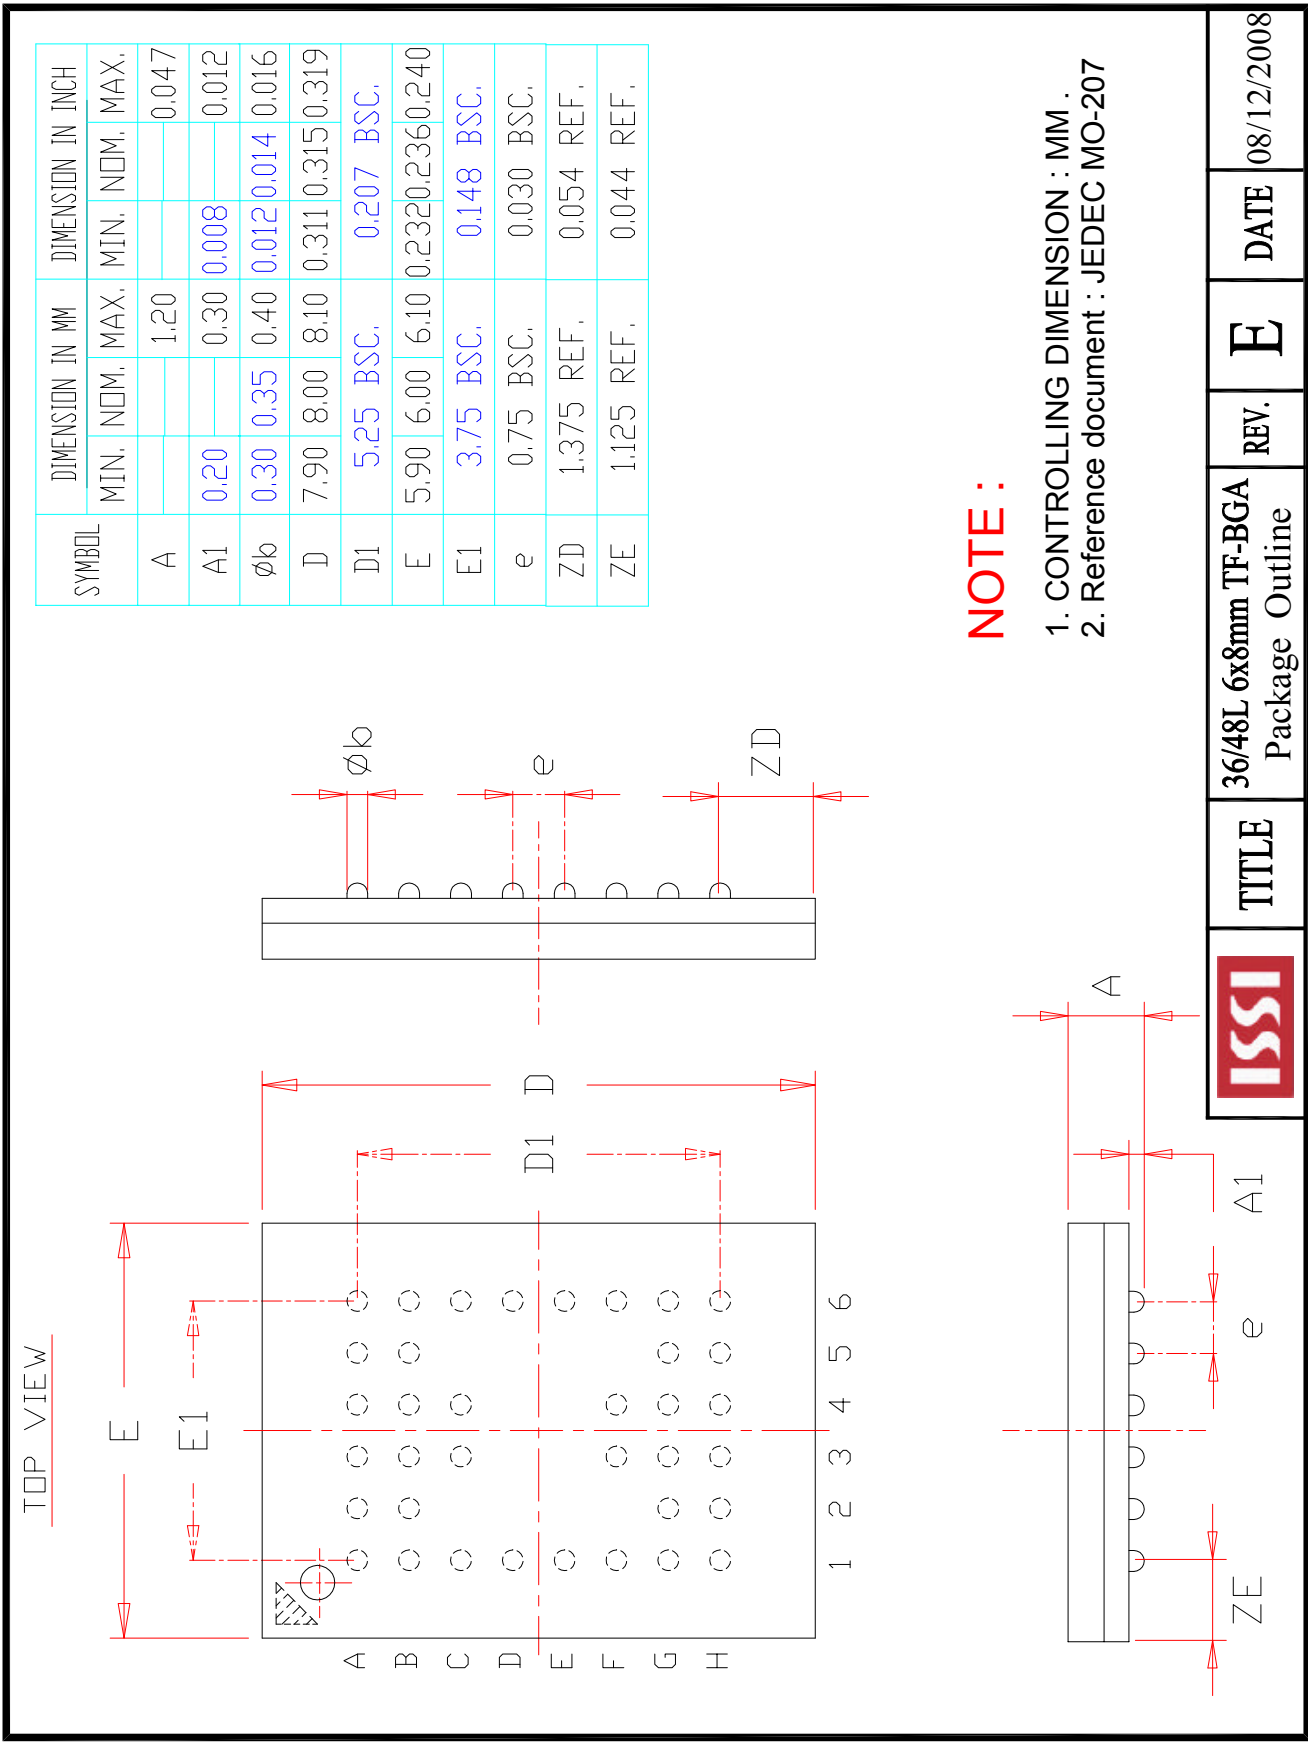 TOP VIEW
E
E1
A
B
C
D
E
F
G
H
1 2 3 4 5 6
D1
D
Øb
e
ZD
ZE
e
A1
A
SYMBOL DIMENSION IN MM DIMENSION IN INCH
MIN. NOM. MAX. MIN. NOM. MAX.
A 1.20 0.047
A1 0.20 0.30 0.008 0.012
Øb 0.30 0.35 0.40 0.012 0.014 0.016
D 7.90 8.00 8.10 0.311 0.315 0.319
D1 5.25 BSC. 0.207 BSC.
E 5.90 6.00 6.10 0.232 0.236 0.240
E1 3.75 BSC. 0.148 BSC.
e 0.75 BSC. 0.030 BSC.
ZD 1.375 REF. 0.054 REF.
ZE 1.125 REF. 0.044 REF.
NOTE :
1. CONTROLLING DIMENSION : MM .
2. Reference document : JEDEC MO-207
ISSI TITLE 36/48L 6x8mm TF-BGA REV. E DATE 08/12/2008
Package Outline